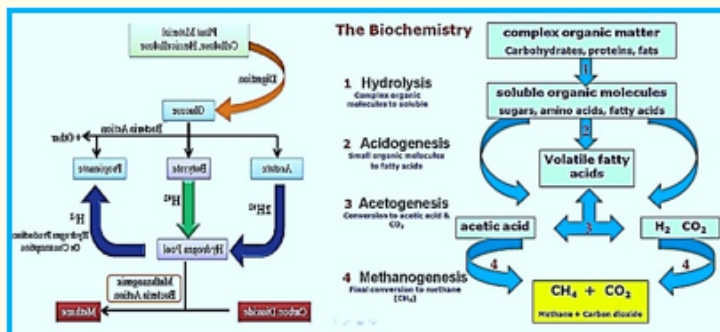 Plant Material
Cellulose, Hemicellulose
Digestion
Glucose
Bacteria Action
+ Other
Propionate
Butyrate
Acetate
H²
H²
2H²
Hydrogen Production
Or Consumption
Hydrogen Pool
Methanogenic
Bacteria Action
Methane
Carbon Dioxide
The Biochemistry
1 Hydrolysis
Complex organic
molecules to soluble
2 Acidogenesis
Small organic molecules
to fatty acids
3 Acetogenesis
Conversion to acetic acid &
CO₂
4 Methanogenesis
Final conversion to methane
[CH₄]
complex organic matter
Carbohydrates, proteins, fats
1
soluble organic molecules
sugars, amino acids, fatty acids
2
Volatile fatty
acids
acetic acid
3
H₂ CO₂
4
4
CH₄ + CO₂
Methane + Carbon dioxide